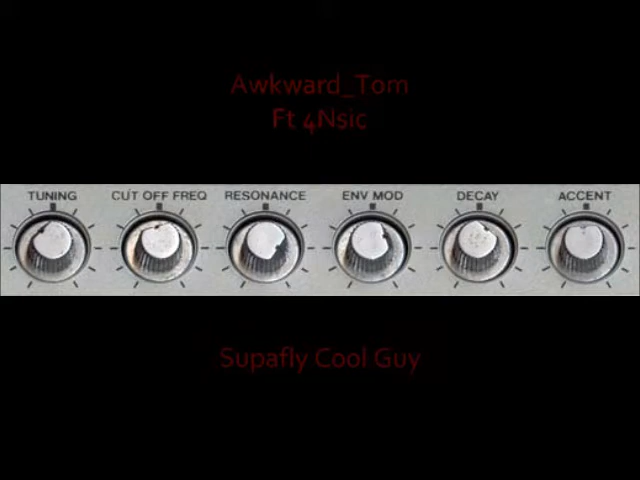 Awkward_Tom
Ft 4Nsic
TUNING CUT OFF FREQ RESONANCE ENV MOD DECAY ACCENT
Supafly Cool Guy